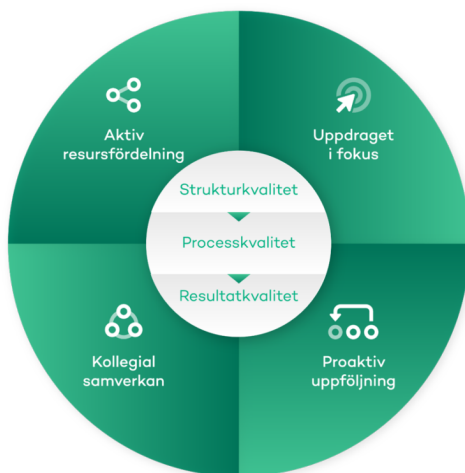 Aktiv
resursfördelning
Uppdraget
i fokus
Strukturkvalitet
Processkvalitet
Resultatkvalitet
Kollegial
samverkan
Proaktiv
uppföljning